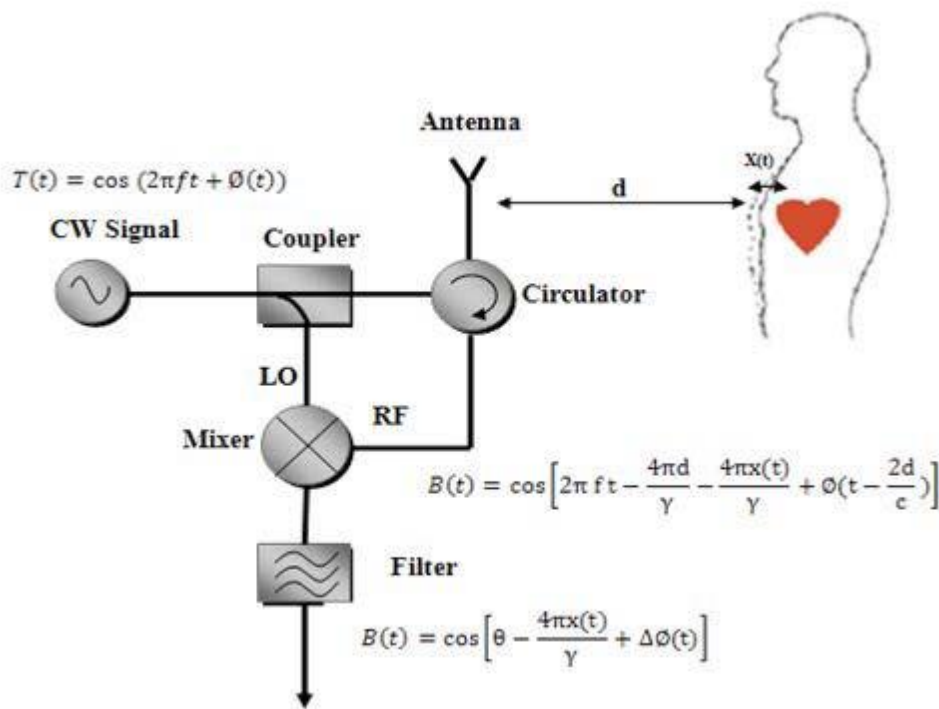 Antenna
X(t)
T(t) = cos (2πft + Ø(t))
d
CW Signal
Coupler
Circulator
LO
RF
Mixer
B(t) = cos[2π ft − 4πd/γ − 4πx(t)/γ + Ø(t − 2d/c)]
Filter
B(t) = cos[θ − 4πx(t)/γ + ΔØ(t)]